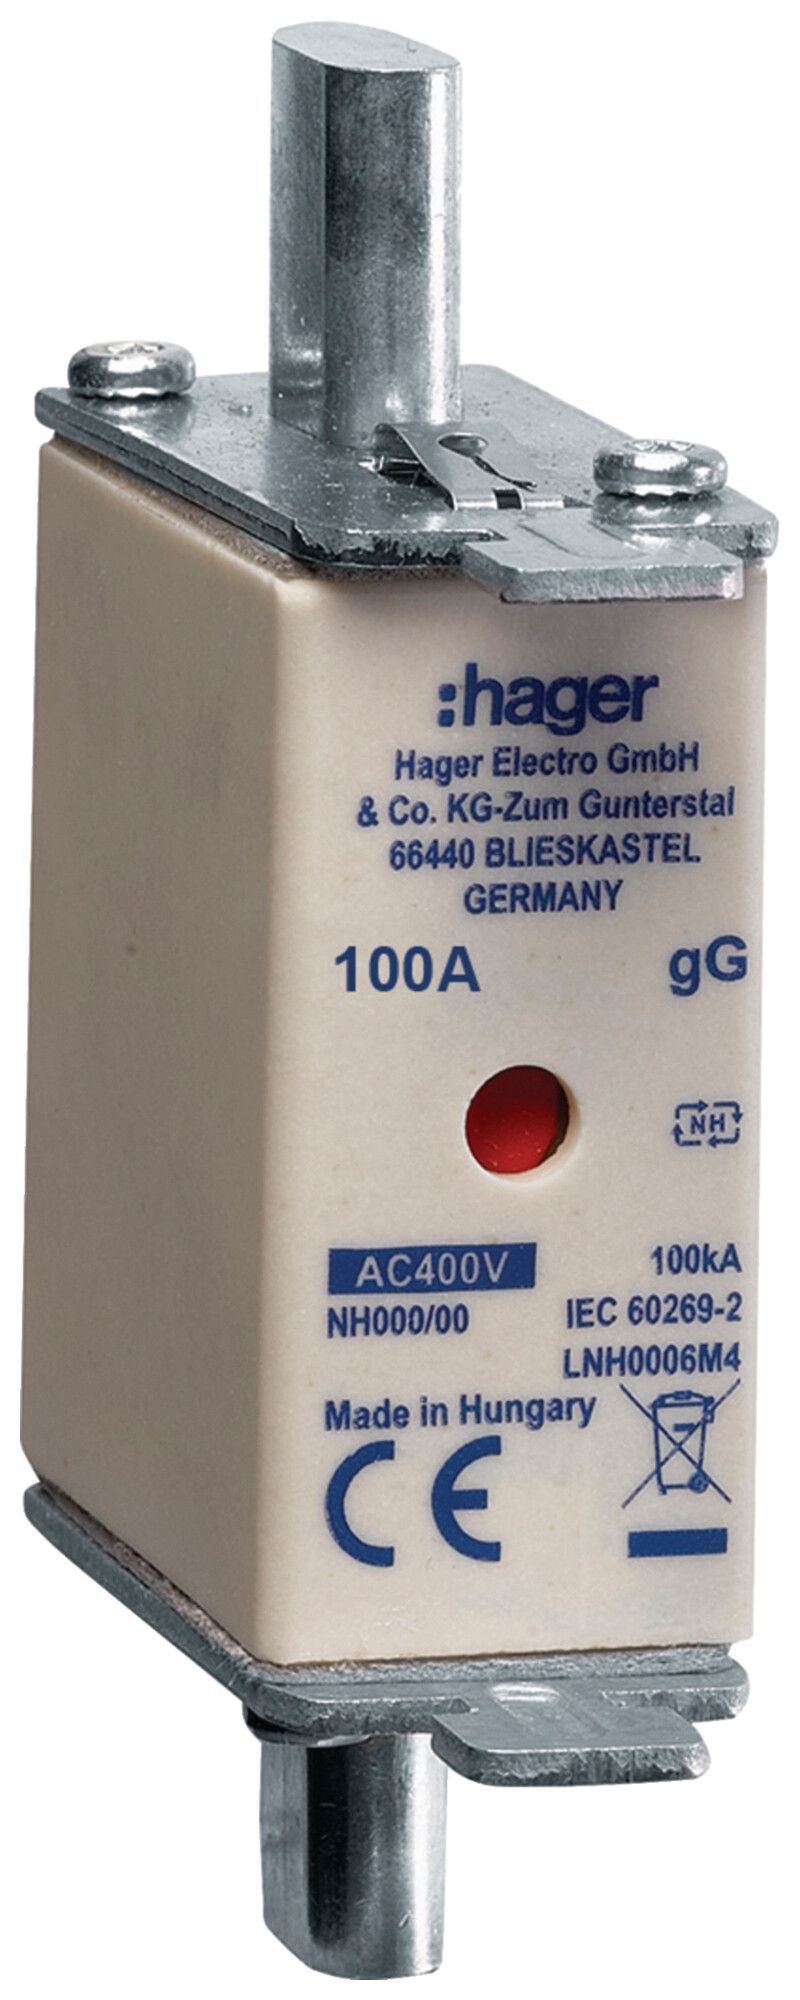 :hager
Hager Electro GmbH
& Co. KG-Zum Gunterstal
66440 BLIESKASTEL
GERMANY
100A gG
NH
AC400V 100kA
NH000/00 IEC 60269-2
LNH0006M4
Made in Hungary
CE